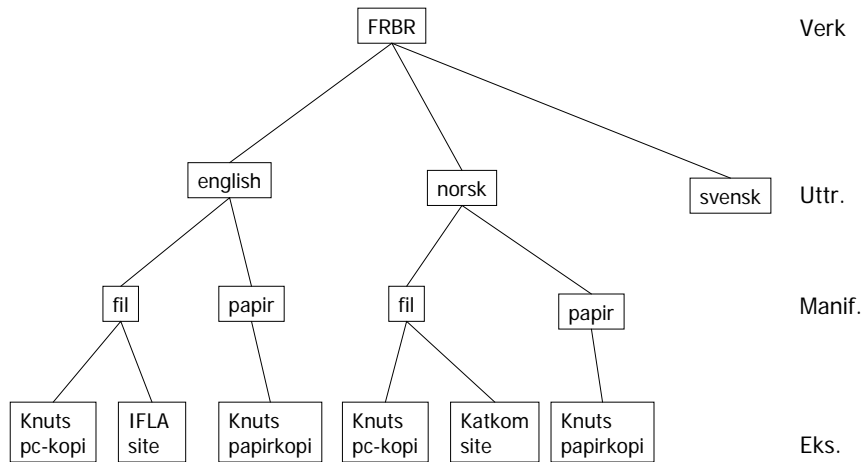 FRBR
Verk
english
norsk
svensk
Uttr.
fil
papir
fil
papir
Manif.
Knuts
pc-kopi
IFLA
site
Knuts
papirkopi
Knuts
pc-kopi
Katkom
site
Knuts
papirkopi
Eks.